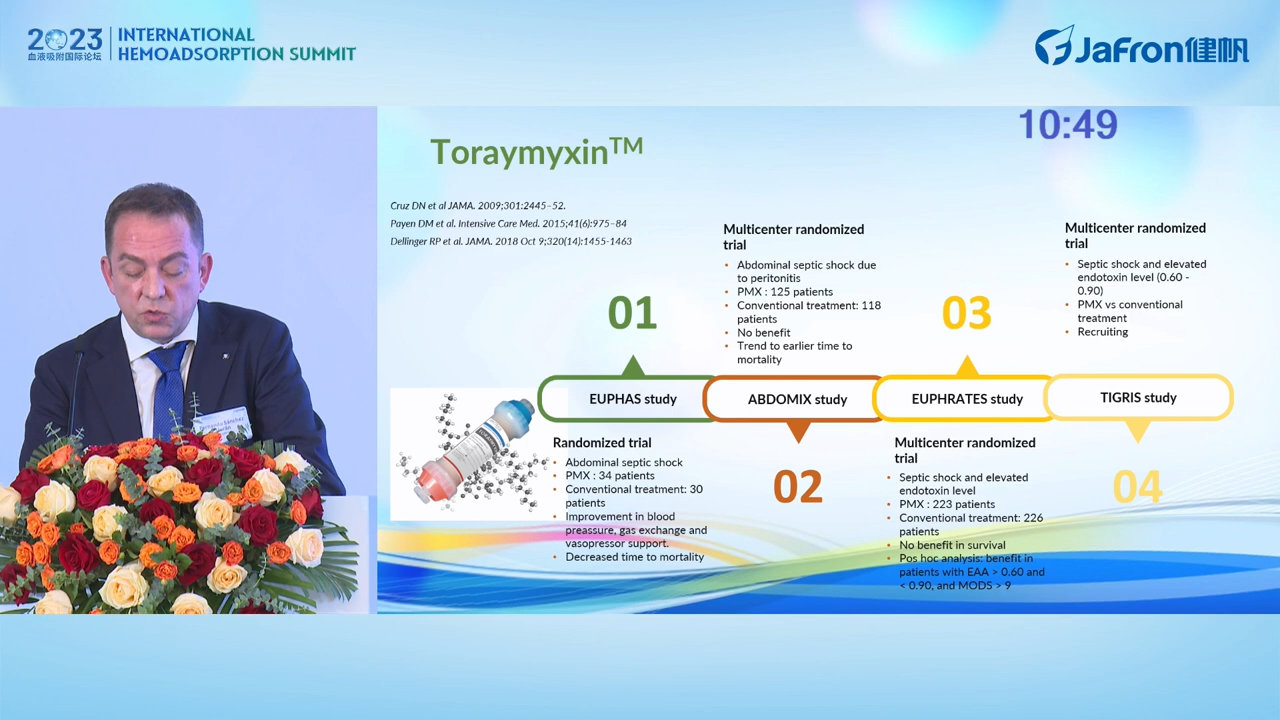 2023
血液吸附国际论坛
INTERNATIONAL
HEMOADSORPTION SUMMIT
JaFron健帆
10:49
Toraymyxin™
Cruz DN et al JAMA. 2009;301:2445–52.
Payen DM et al. Intensive Care Med. 2015;41(6):975–84
Dellinger RP et al. JAMA. 2018 Oct 9;320(14):1455-1463
01
EUPHAS study
Randomized trial
• Abdominal septic shock
• PMX : 34 patients
• Conventional treatment: 30
patients
• Improvement in blood
preassure, gas exchange and
vasopressor support.
• Decreased time to mortality
Multicenter randomized
trial
• Abdominal septic shock due
to peritonitis
• PMX : 125 patients
• Conventional treatment: 118
patients
• No benefit
• Trend to earlier time to
mortality
ABDOMIX study
02
03
EUPHRATES study
Multicenter randomized
trial
• Septic shock and elevated
endotoxin level
• PMX : 223 patients
• Conventional treatment: 226
patients
• No benefit in survival
• Pos hoc analysis: benefit in
patients with EAA > 0.60 and
< 0.90, and MODS > 9
Multicenter randomized
trial
• Septic shock and elevated
endotoxin level (0.60 -
0.90)
• PMX vs conventional
treatment
• Recruiting
TIGRIS study
04